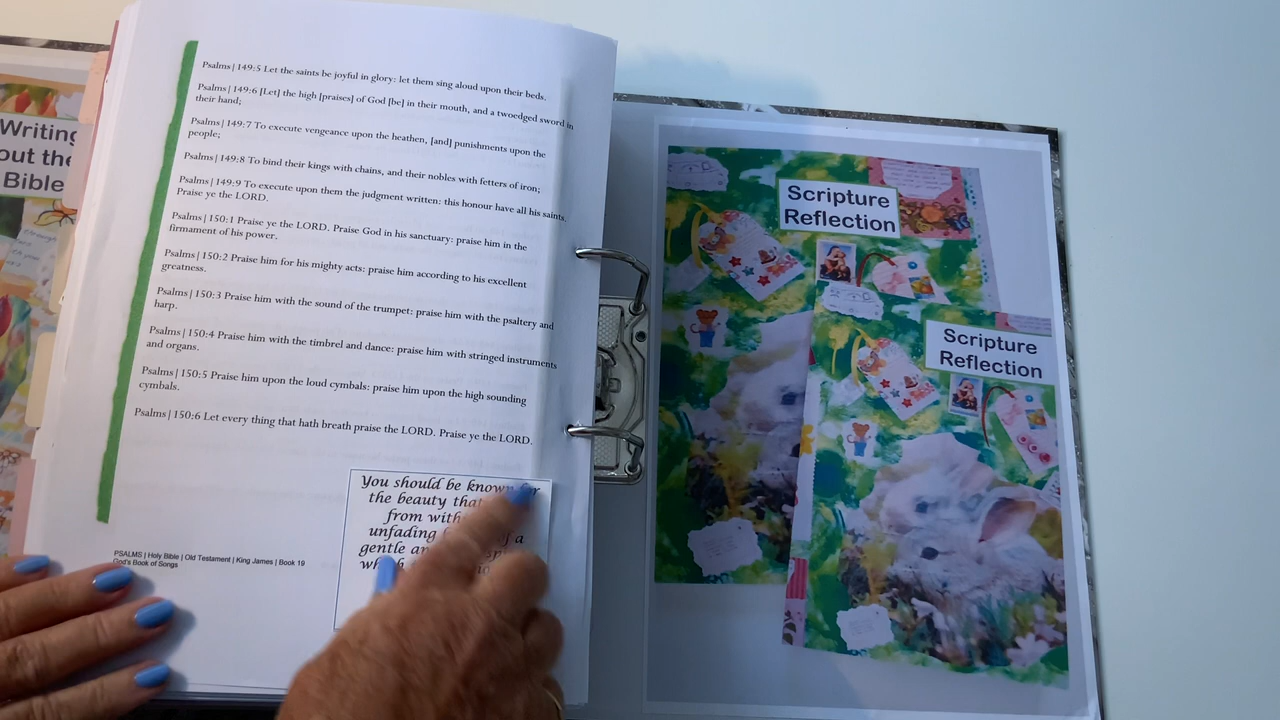 Writing
out the
Bible
Psalms | 149:5 Let the saints be joyful in glory: let them sing aloud upon their beds.
Psalms | 149:6 [Let] the high [praises] of God [be] in their mouth, and a twoedged sword in
their hand;
Psalms | 149:7 To execute vengeance upon the heathen, [and] punishments upon the
people;
Psalms | 149:8 To bind their kings with chains, and their nobles with fetters of iron;
Psalms | 149:9 To execute upon them the judgment written: this honour have all his saints.
Praise ye the LORD.
Psalms | 150:1 Praise ye the LORD. Praise God in his sanctuary: praise him in the
firmament of his power.
Psalms | 150:2 Praise him for his mighty acts: praise him according to his excellent
greatness.
Psalms | 150:3 Praise him with the sound of the trumpet: praise him with the psaltery and
harp.
Psalms | 150:4 Praise him with the timbrel and dance: praise him with stringed instruments
and organs.
Psalms | 150:5 Praise him upon the loud cymbals: praise him upon the high sounding
cymbals.
Psalms | 150:6 Let every thing that hath breath praise the LORD. Praise ye the LORD.
You should be known
the beauty
from
unfading a
gentle
PSALMS | Holy Bible | Old Testament | King James | Book 19
God's Book of Songs
Scripture
Reflection
Scripture
Reflection